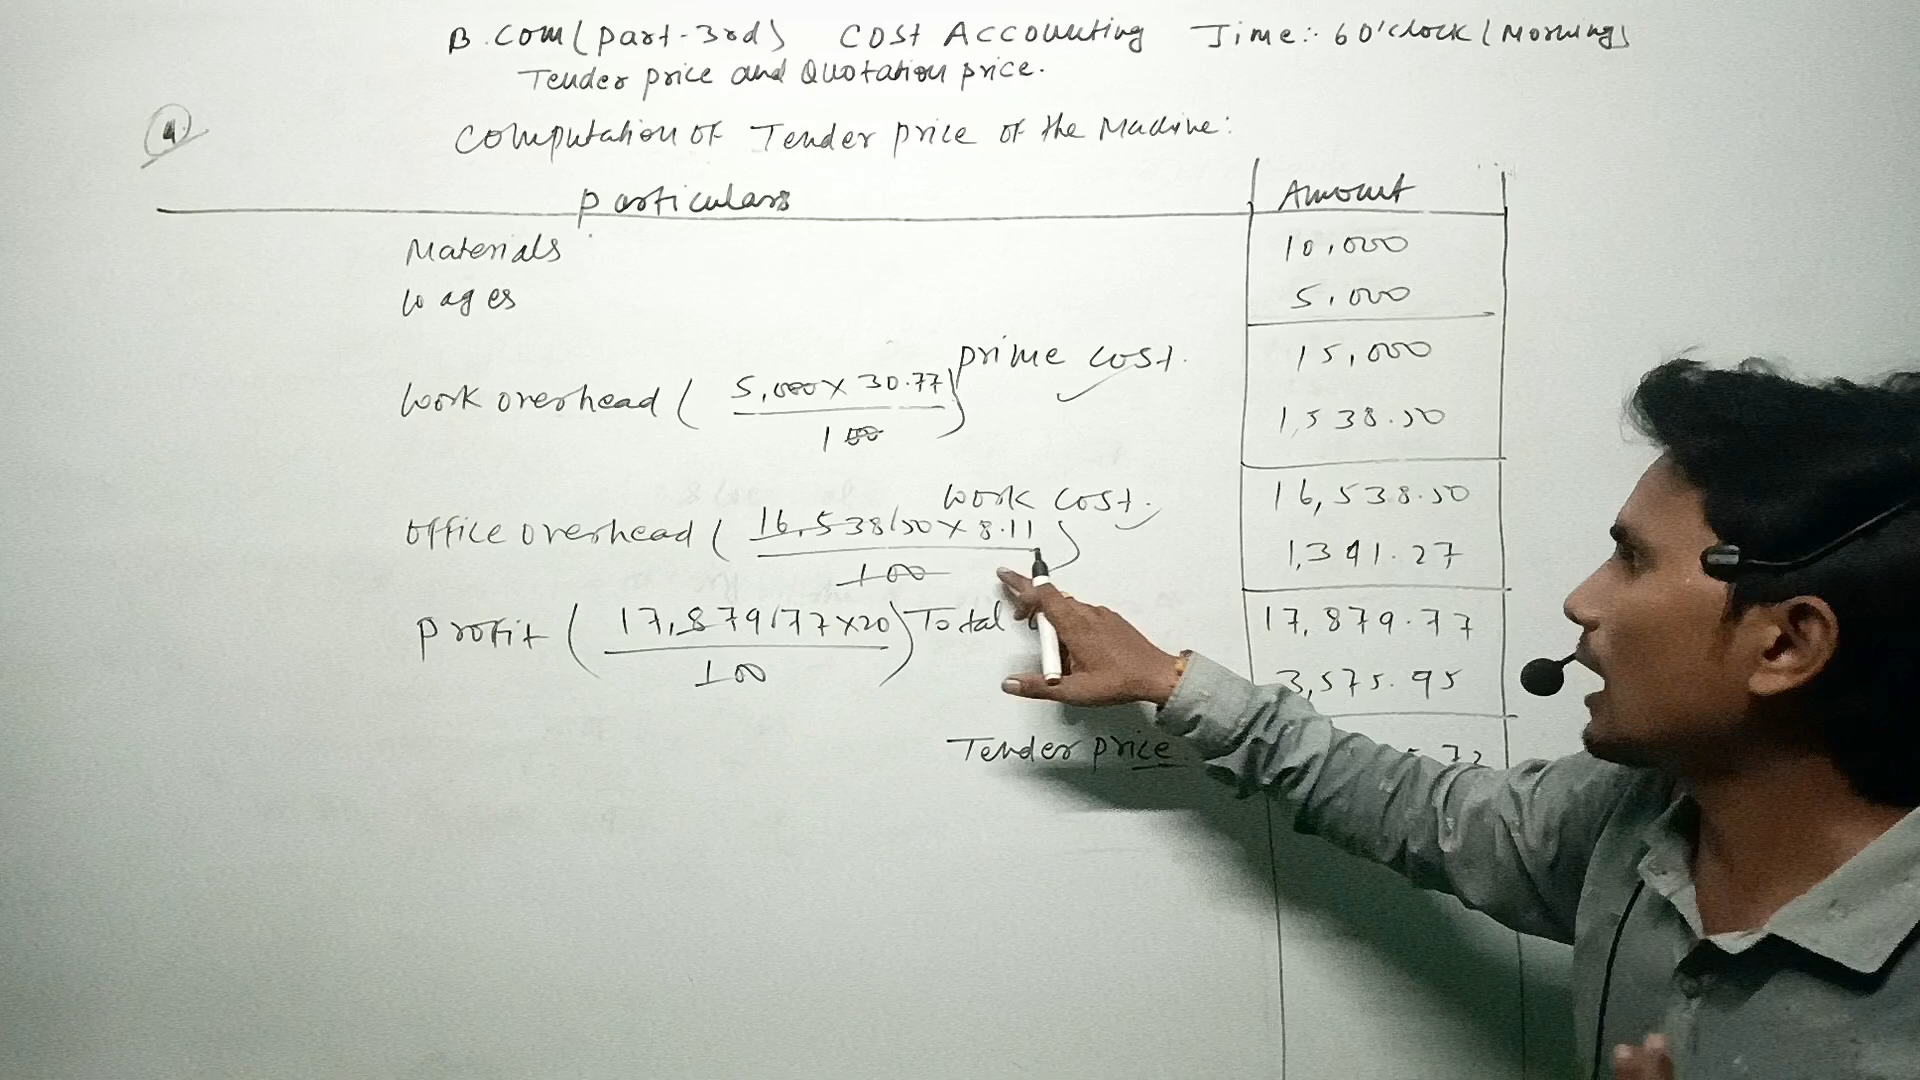 B.Com (Part-3rd) Cost Accounting Time:- 6 O'clock (Morning)
Tender price and Quotation price.
4
Computation of Tender price of the Machine:
Particulars Amount
Materials 10,000
Wages 5,000
Prime cost. 15,000
Work overhead ( 5,000 X 30.77 / 100 ) 1,538.50
Work cost. 16,538.50
Office overhead ( 16,538.50 X 8.11 / 100 ) 1,341.27
Total 17,879.77
Profit ( 17,879.77 X 20 / 100 ) 3,575.95
Tender price. 72